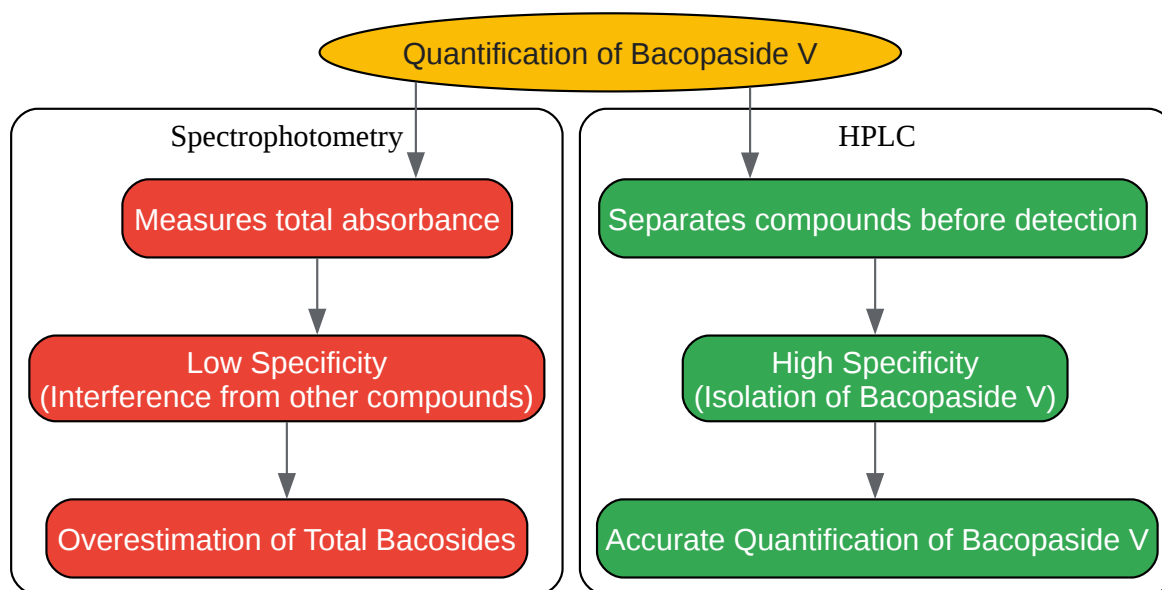 Quantification of Bacopaside V
Spectrophotometry
Measures total absorbance
Low Specificity
(Interference from other compounds)
Overestimation of Total Bacosides
HPLC
Separates compounds before detection
High Specificity
(Isolation of Bacopaside V)
Accurate Quantification of Bacopaside V